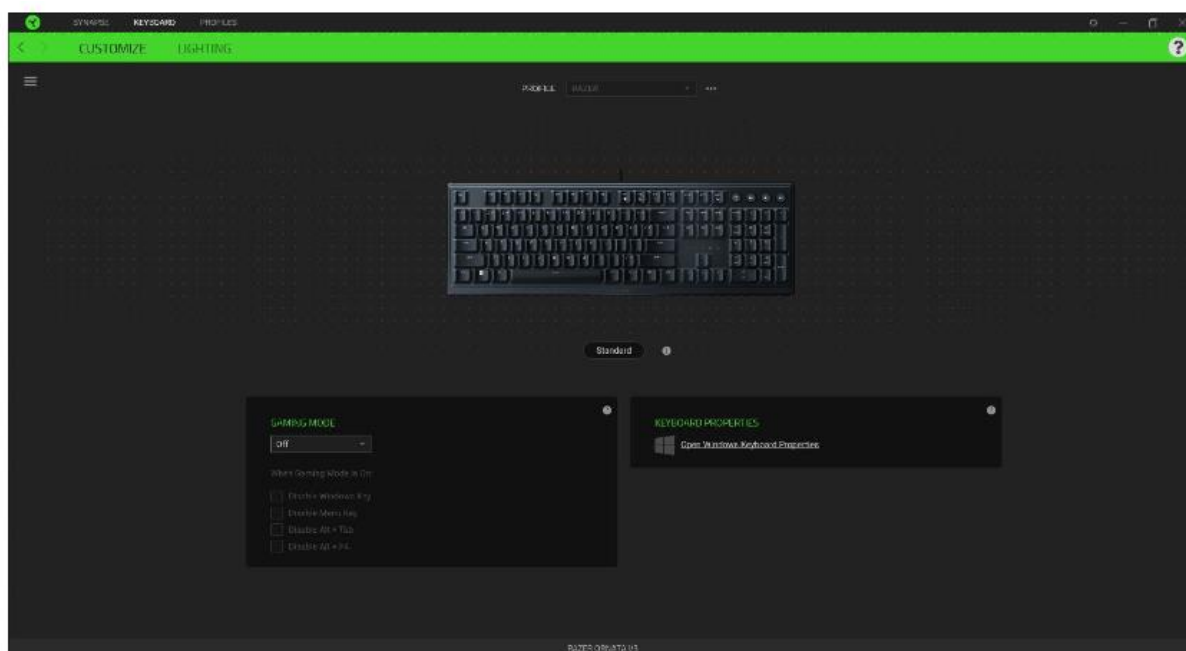 SYNAPSE KEYBOARD PROFILES
CUSTOMIZE LIGHTING
?
PROFILE RAZER
Standard
GAMING MODE
Off
When Gaming Mode is On:
Disable Windows Key
Disable Menu Key
Disable Alt + Tab
Disable Alt + F4
KEYBOARD PROPERTIES
Open Windows Keyboard Properties
RAZER ORNATA V3